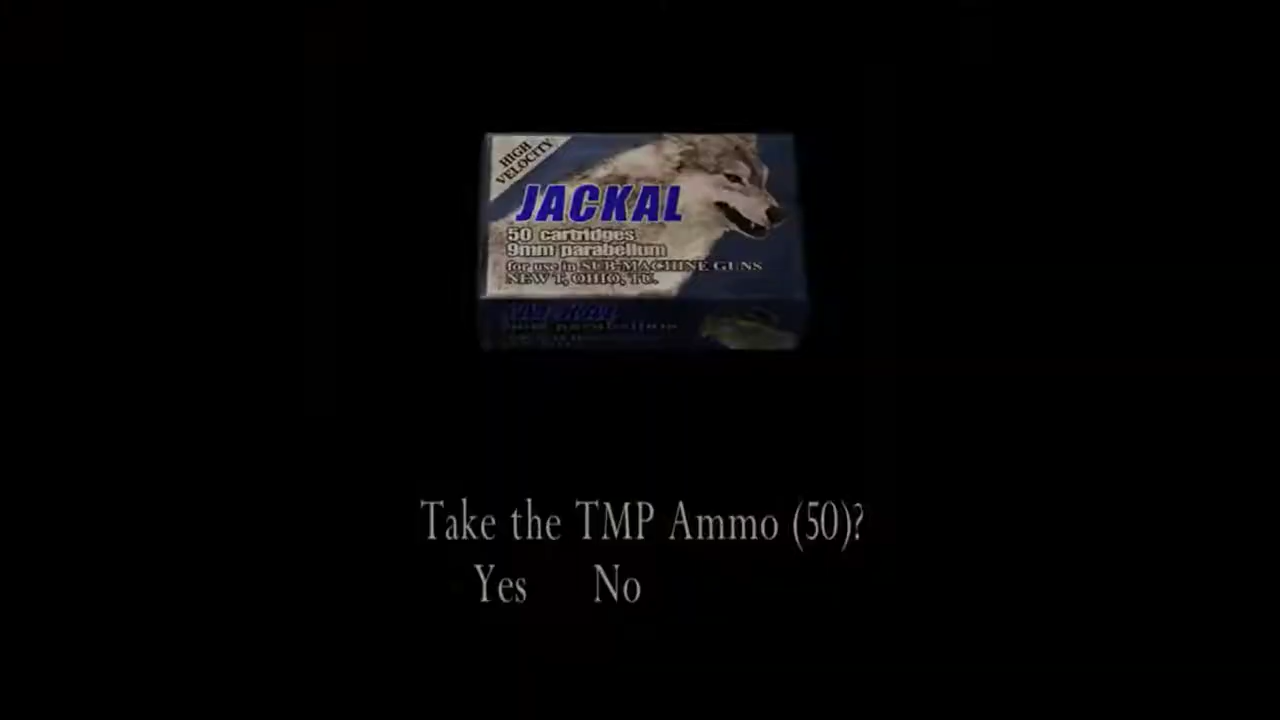 HIGH
VELOCITY
JACKAL
50 cartridges
9mm parabellum
for use in SUB-MACHINE GUNS
NEW T, OHIO, TC.
Take the TMP Ammo (50)?
Yes No